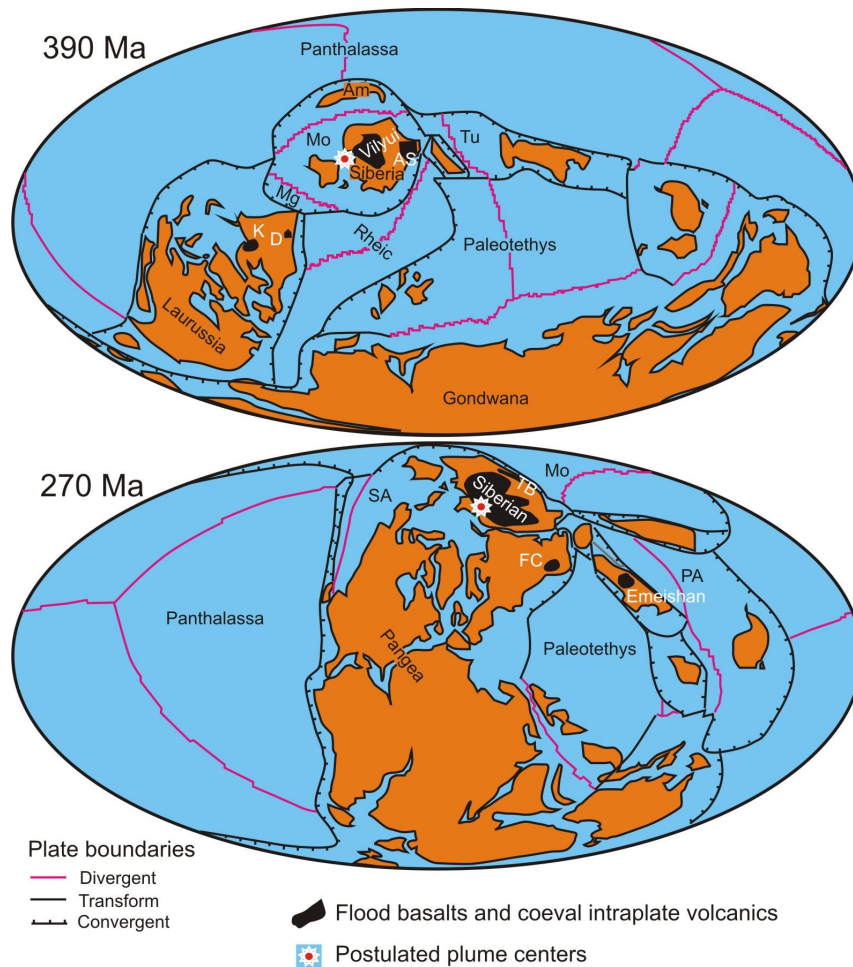 390 Ma
Panthalassa
Am
Mo
Vilyui
AS
Siberia
Tu
Mg
K
D
Rheic
Paleotethys
Laurussia
Gondwana
270 Ma
SA
Siberian
TB
Mo
FC
PA
Emeishan
Panthalassa
Pangea
Paleotethys
Plate boundaries
Divergent
Transform
Convergent
Flood basalts and coeval intraplate volcanics
Postulated plume centers